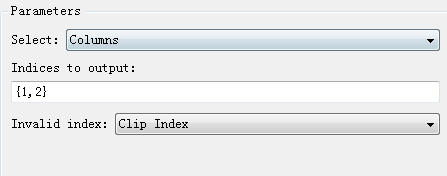 Parameters
Select: Columns
Indices to output:
{1,2}
Invalid index: Clip Index